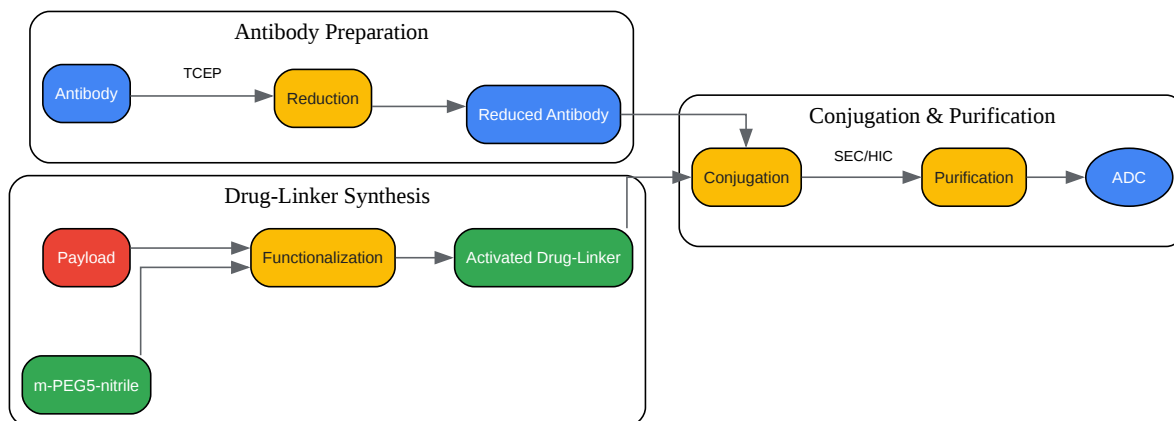 Antibody Preparation
Antibody
TCEP
Reduction
Reduced Antibody
Drug-Linker Synthesis
Payload
Functionalization
Activated Drug-Linker
m-PEG5-nitrile
Conjugation & Purification
Conjugation
SEC/HIC
Purification
ADC